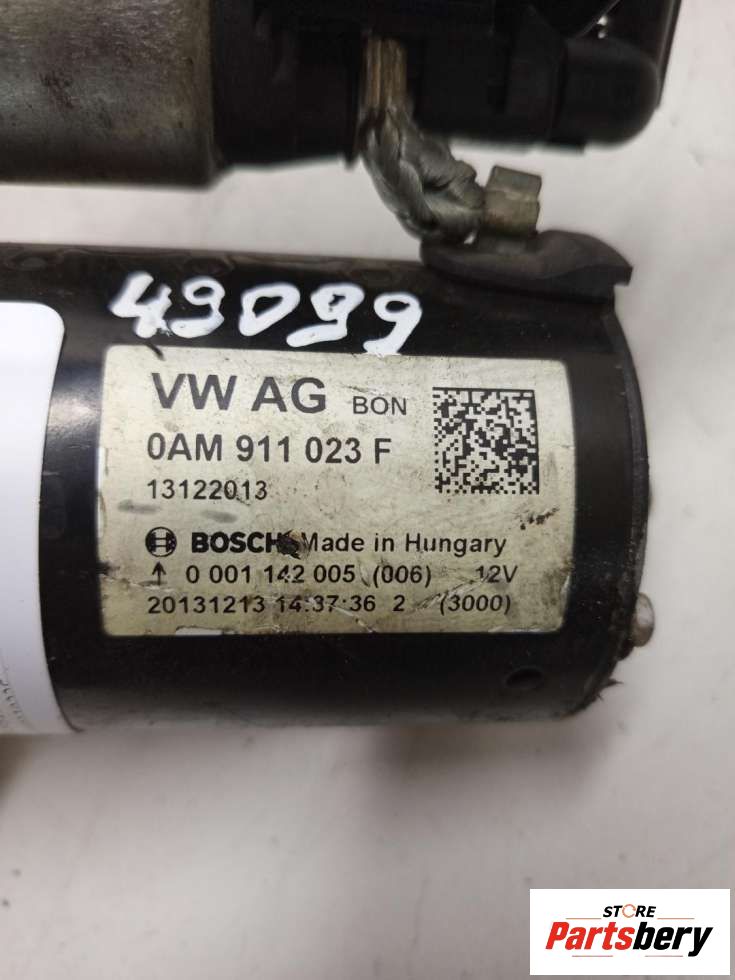 49099
VW AG BON
0AM 911 023 F
13122013
BOSCH Made in Hungary
↑ 0 001 142 005 (006) 12V
20131213 14:37:36 2 (3000)
STORE
Partsbery